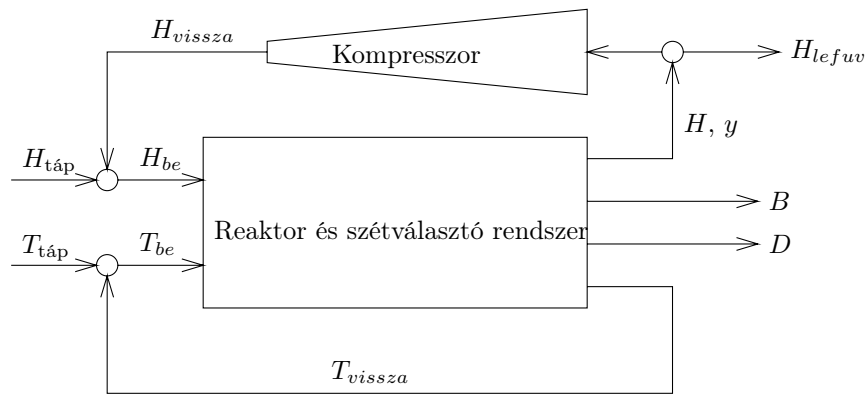 H_vissza
Kompresszor
H_lefuv
H, y
H_táp
H_be
B
Reaktor és szétválasztó rendszer
T_táp
T_be
D
T_vissza